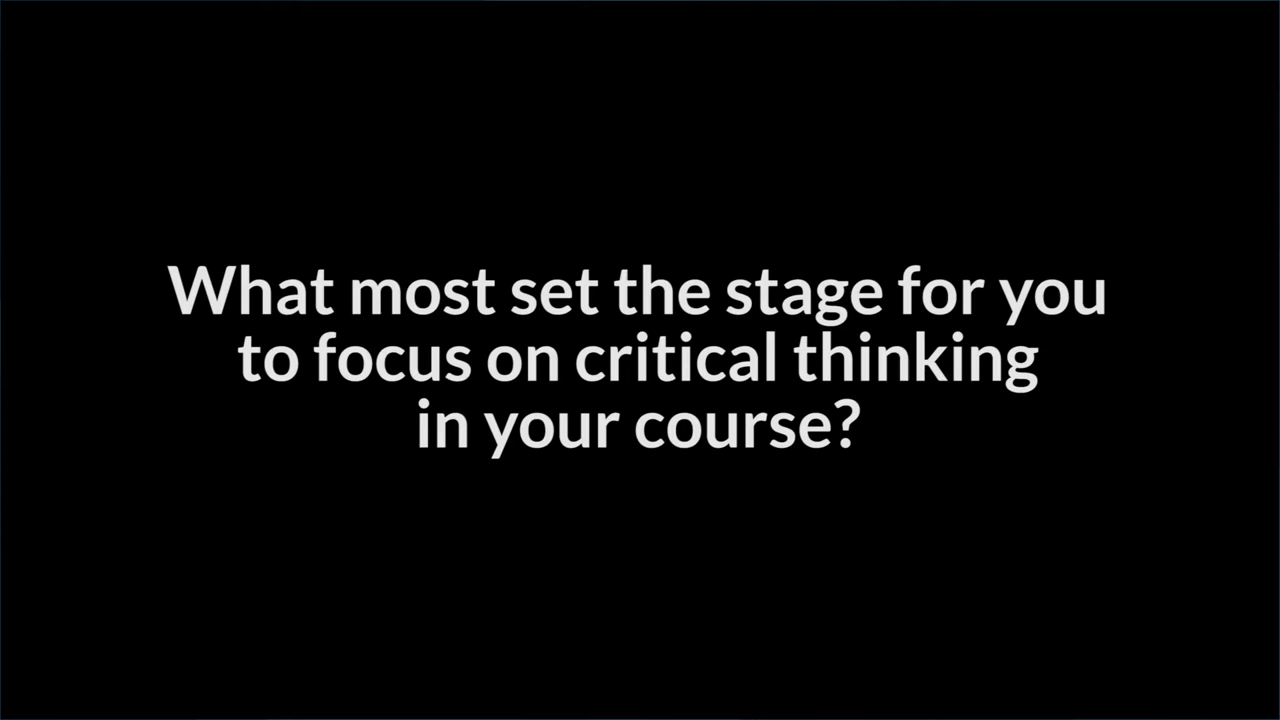 What most set the stage for you
to focus on critical thinking
in your course?